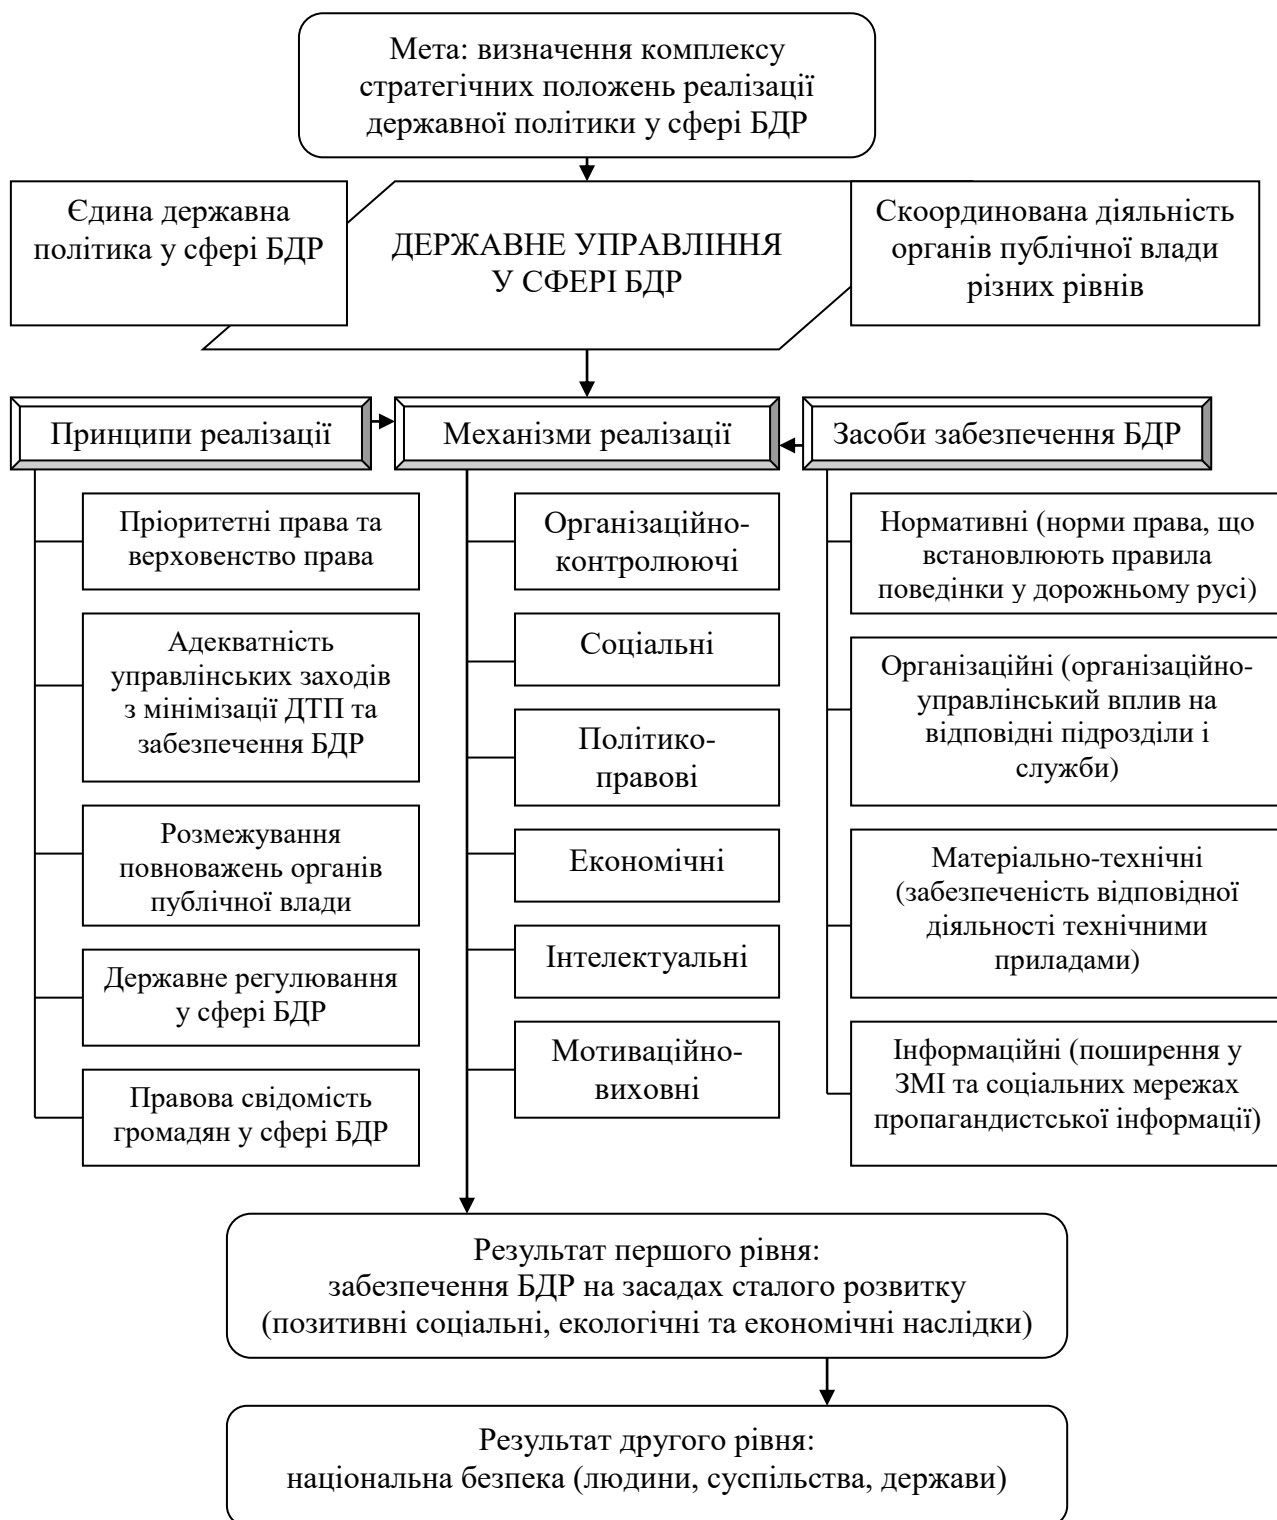 Мета: визначення комплексу
стратегічних положень реалізації
державної політики у сфері БДР
Єдина державна
політика у сфері БДР
ДЕРЖАВНЕ УПРАВЛІННЯ
У СФЕРІ БДР
Скоординована діяльність
органів публічної влади
різних рівнів
Принципи реалізації
Механізми реалізації
Засоби забезпечення БДР
Пріоритетні права та
верховенство права
Адекватність
управлінських заходів
з мінімізації ДТП та
забезпечення БДР
Розмежування
повноважень органів
публічної влади
Державне регулювання
у сфері БДР
Правова свідомість
громадян у сфері БДР
Організаційно-
контролюючі
Соціальні
Політико-
правові
Економічні
Інтелектуальні
Мотиваційно-
виховні
Нормативні (норми права, що
встановлюють правила
поведінки у дорожньому русі)
Організаційні (організаційно-
управлінський вплив на
відповідні підрозділи і
служби)
Матеріально-технічні
(забезпеченість відповідної
діяльності технічними
приладами)
Інформаційні (поширення у
ЗМІ та соціальних мережах
пропагандистської інформації)
Результат першого рівня:
забезпечення БДР на засадах сталого розвитку
(позитивні соціальні, екологічні та економічні наслідки)
Результат другого рівня:
національна безпека (людини, суспільства, держави)